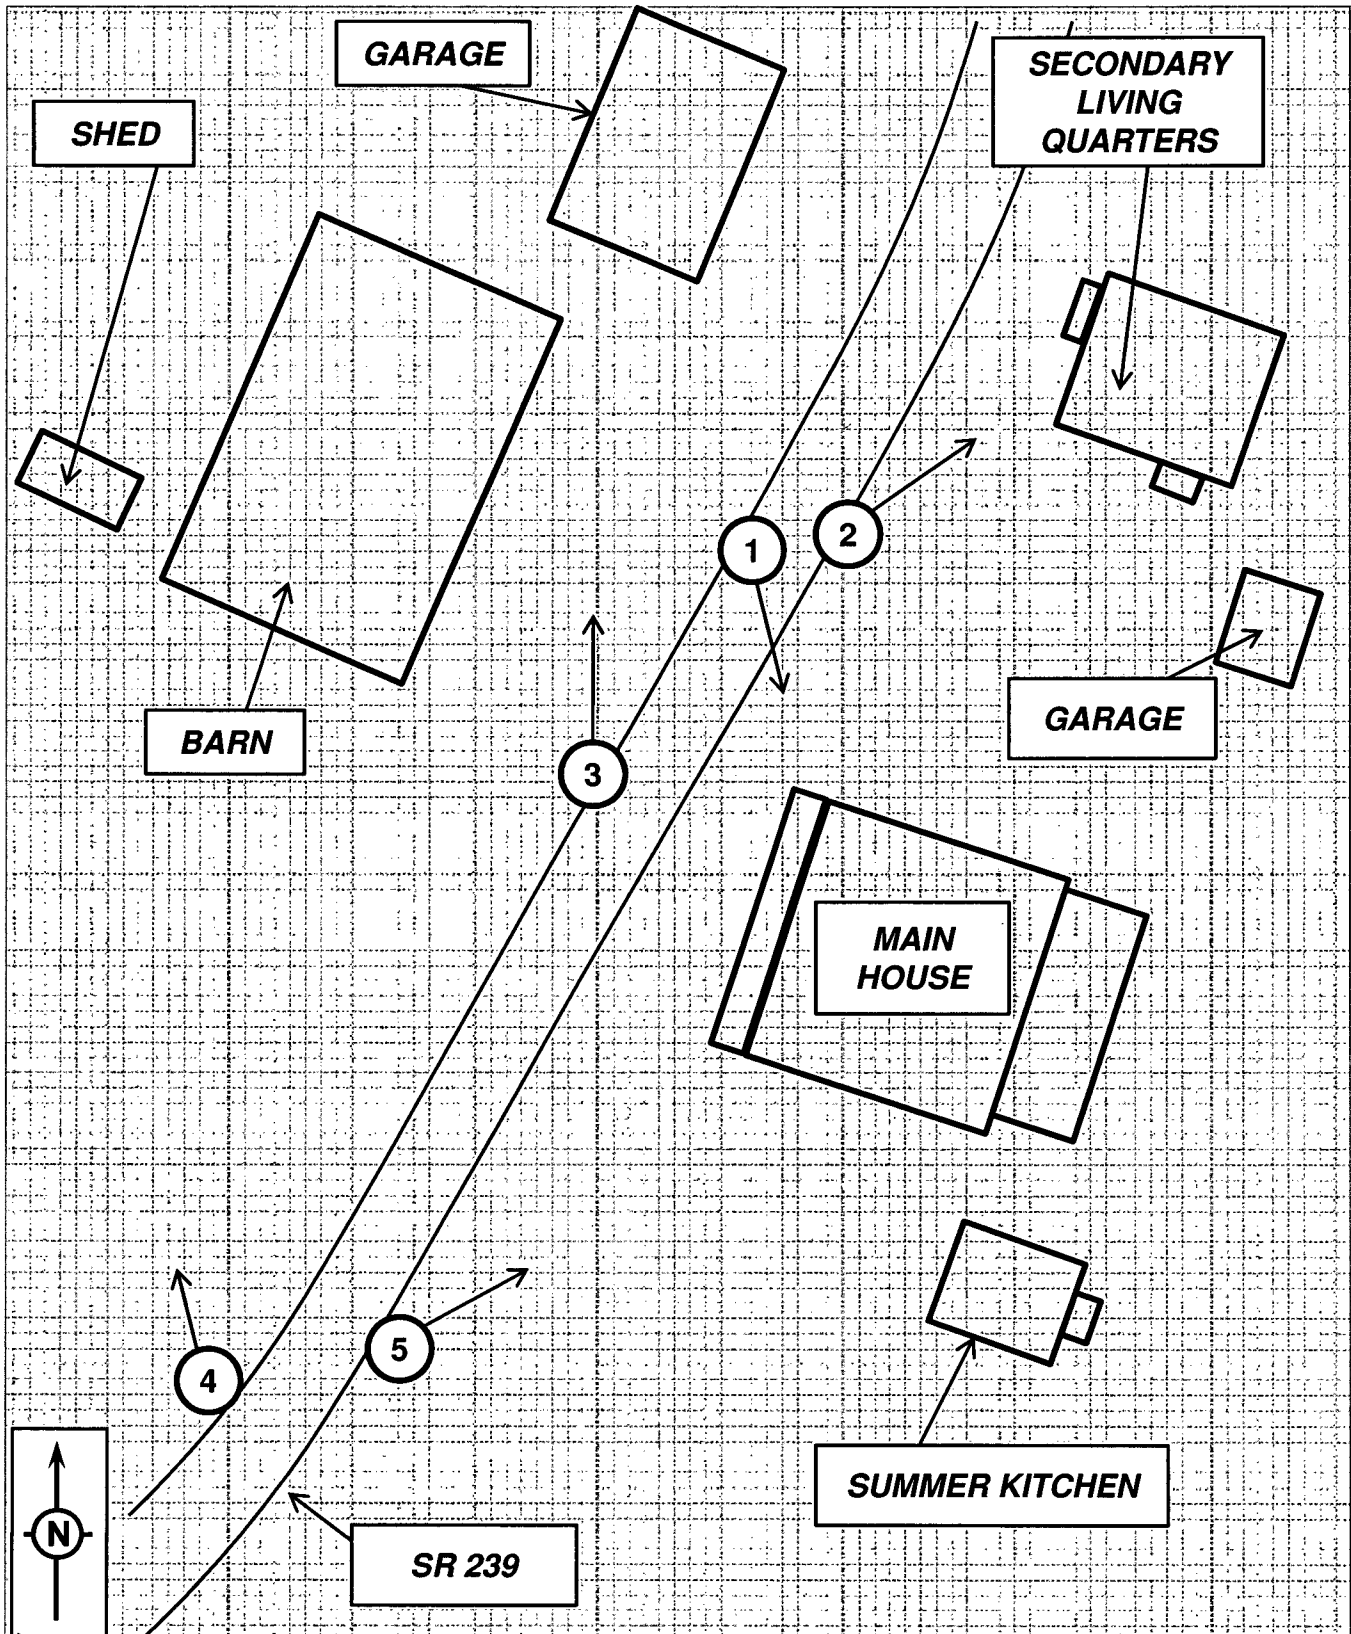 GARAGE
SECONDARY
LIVING
QUARTERS
SHED
1
2
GARAGE
BARN
3
MAIN
HOUSE
5
4
SUMMER KITCHEN
N
SR 239